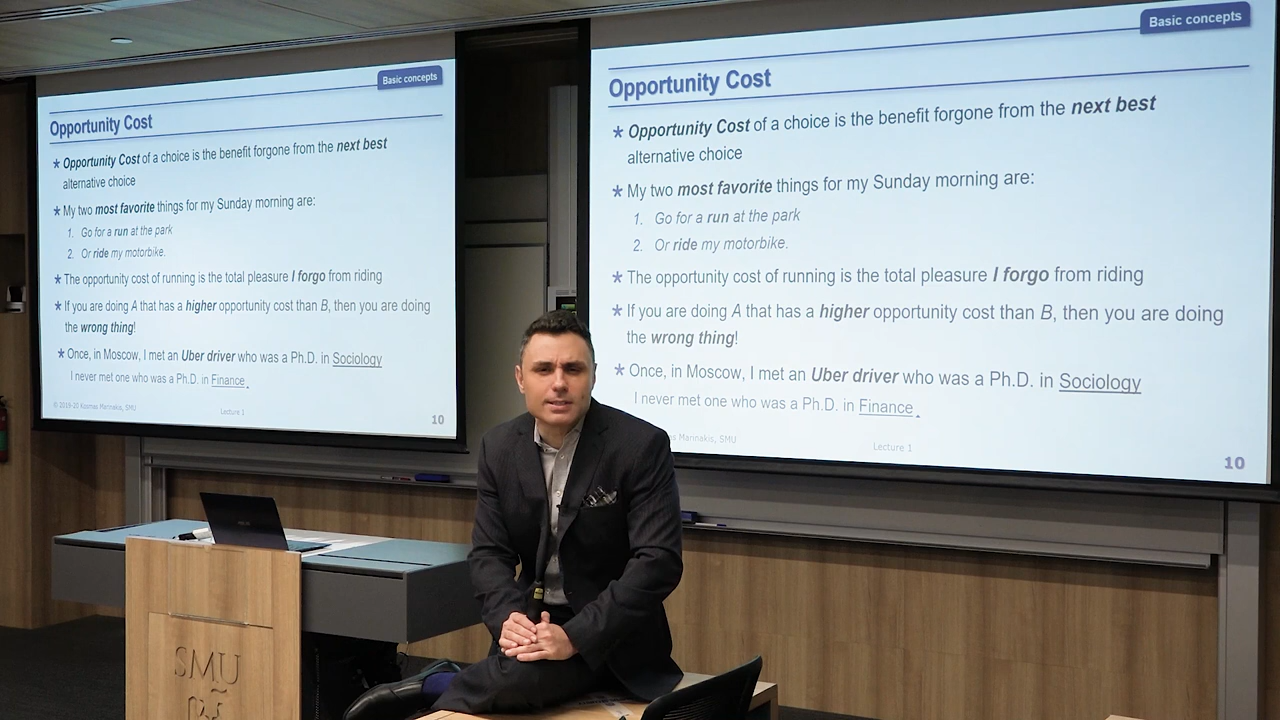 Basic concepts
Opportunity Cost
* Opportunity Cost of a choice is the benefit forgone from the next best
alternative choice
* My two most favorite things for my Sunday morning are:
1. Go for a run at the park
2. Or ride my motorbike.
* The opportunity cost of running is the total pleasure I forgo from riding
* If you are doing A that has a higher opportunity cost than B, then you are doing
the wrong thing!
* Once, in Moscow, I met an Uber driver who was a Ph.D. in Sociology
I never met one who was a Ph.D. in Finance.
© 2019-20 Kosmas Marinakis, SMU
Lecture 1
10
Basic concepts
Opportunity Cost
* Opportunity Cost of a choice is the benefit forgone from the next best
alternative choice
* My two most favorite things for my Sunday morning are:
1. Go for a run at the park
2. Or ride my motorbike.
* The opportunity cost of running is the total pleasure I forgo from riding
* If you are doing A that has a higher opportunity cost than B, then you are doing
the wrong thing!
* Once, in Moscow, I met an Uber driver who was a Ph.D. in Sociology
I never met one who was a Ph.D. in Finance.
as Marinakis, SMU
Lecture 1
10
SMU